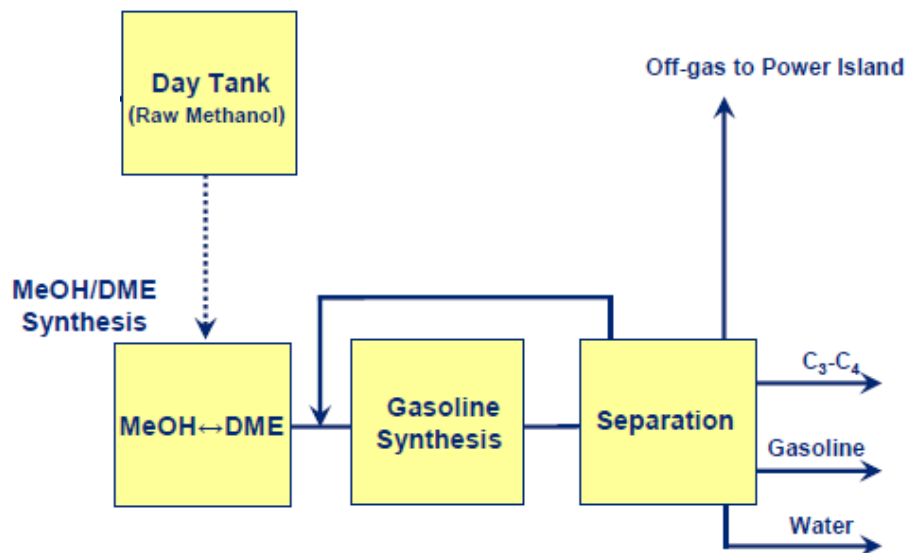 Day Tank
(Raw Methanol)
Off-gas to Power Island
MeOH/DME
Synthesis
MeOH↔DME
Gasoline
Synthesis
Separation
C₃-C₄
Gasoline
Water